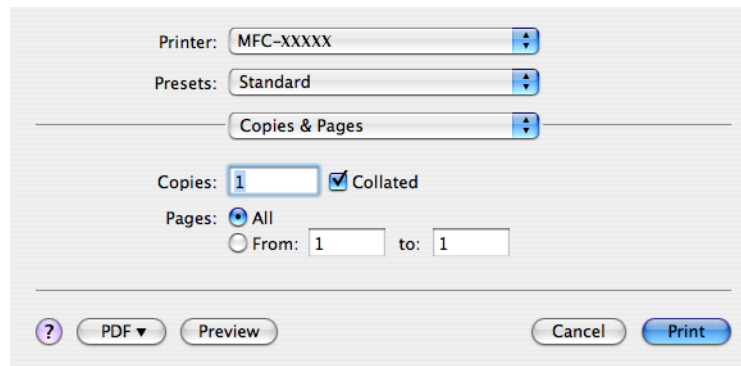 Printer: MFC-XXXXX
Presets: Standard
Copies & Pages
Copies: 1 Collated
Pages: All
From: 1 to: 1
? PDF ▼ Preview Cancel Print